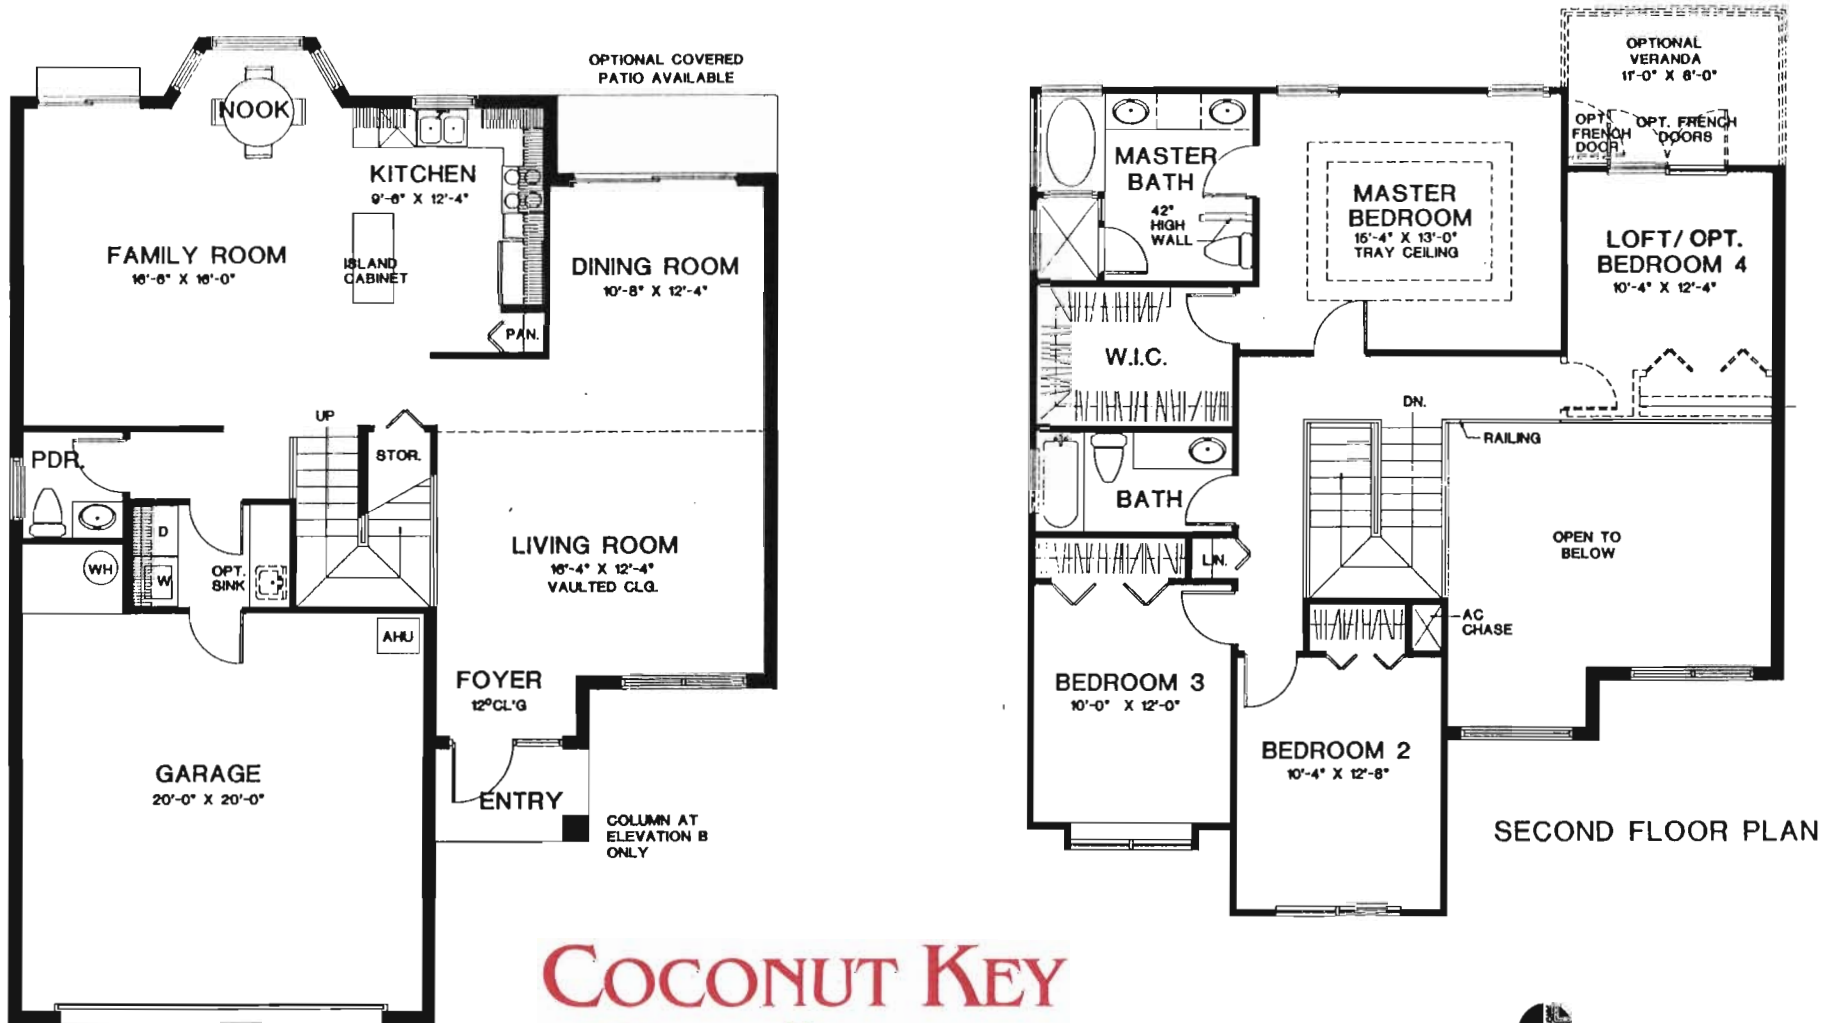 OPTIONAL COVERED
PATIO AVAILABLE
NOOK
KITCHEN
9'-6" X 12'-4"
FAMILY ROOM
16'-6" X 16'-0"
ISLAND
CABINET
DINING ROOM
10'-8" X 12'-4"
PAN.
UP
STOR.
PDR.
D
W
WH
OPT.
SINK
LIVING ROOM
16'-4" X 12'-4"
VAULTED CLG.
AHU
FOYER
12⁰CL'G
GARAGE
20'-0" X 20'-0"
ENTRY
COLUMN AT
ELEVATION B
ONLY
OPTIONAL
VERANDA
11'-0" X 6'-0"
OPT.
FRENCH
DOOR
OPT. FRENCH
DOORS
MASTER
BATH
42"
HIGH
WALL
MASTER
BEDROOM
15'-4" X 13'-0"
TRAY CEILING
LOFT/OPT.
BEDROOM 4
10'-4" X 12'-4"
W.I.C.
DN.
RAILING
BATH
LIN.
OPEN TO
BELOW
AC
CHASE
BEDROOM 3
10'-0" X 12'-0"
BEDROOM 2
10'-4" X 12'-8"
SECOND FLOOR PLAN
COCONUT KEY